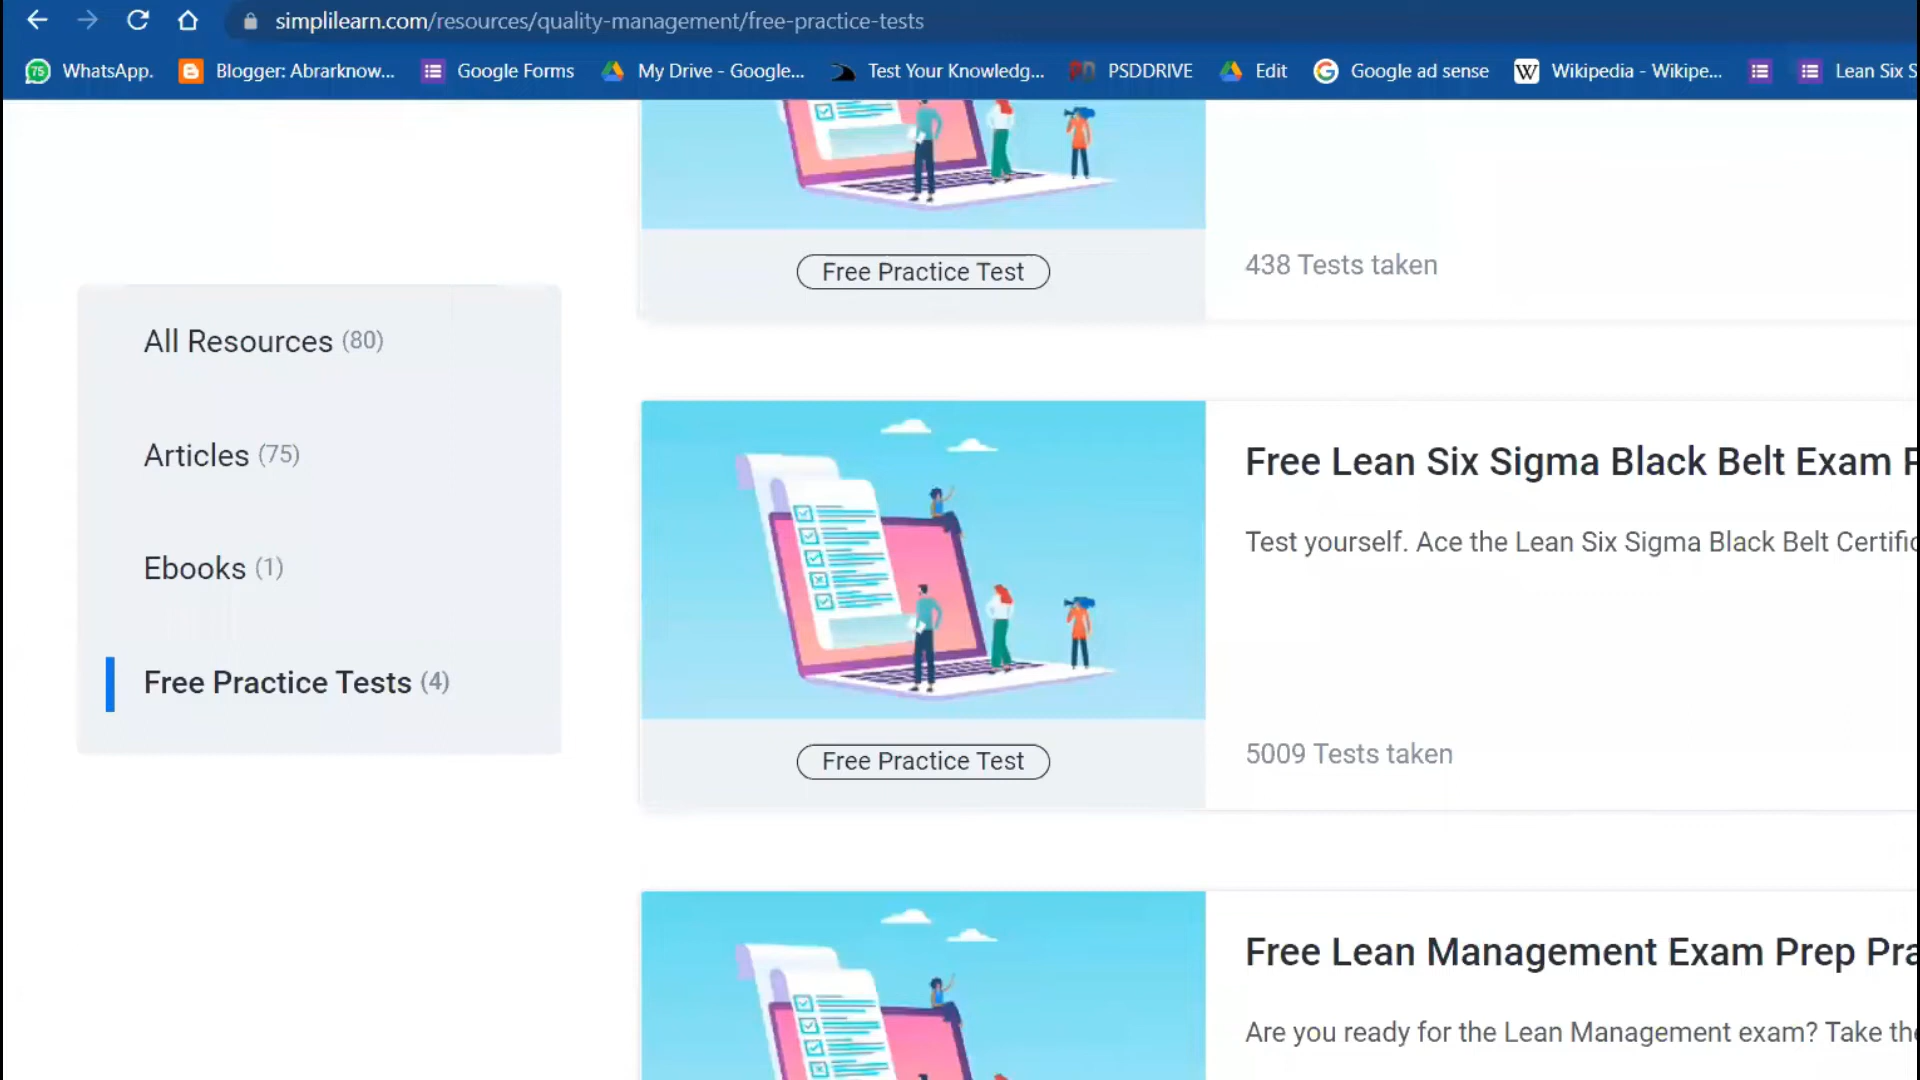 simplilearn.com/resources/quality-management/free-practice-tests
75 WhatsApp. Blogger: Abrarknow... Google Forms My Drive - Google... Test Your Knowledg... PSDDRIVE Edit Google ad sense W Wikipedia - Wikipe... Lean Six S
Free Practice Test
438 Tests taken
All Resources (80)
Articles (75)
Ebooks (1)
Free Practice Tests (4)
Free Lean Six Sigma Black Belt Exam P
Test yourself. Ace the Lean Six Sigma Black Belt Certific
Free Practice Test
5009 Tests taken
Free Lean Management Exam Prep Pra
Are you ready for the Lean Management exam? Take the